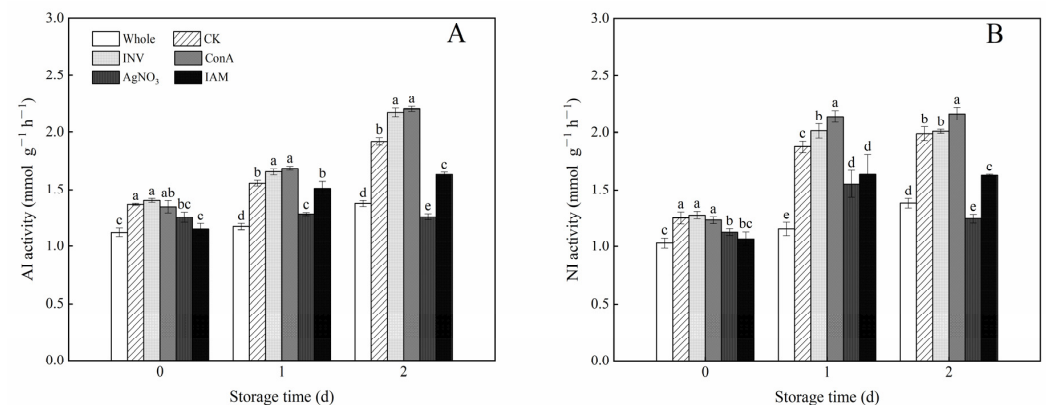 A
AI activity (mmol g⁻¹ h⁻¹)
3.0
2.5
2.0
1.5
1.0
0.5
0.0
Whole CK
INV ConA
AgNO₃ IAM
c a a ab bc c
d b a a c b
d b a a e c
0 1 2
Storage time (d)
B
NI activity (mmol g⁻¹ h⁻¹)
3.0
2.5
2.0
1.5
1.0
0.5
0.0
c a a a b bc
e c b a d d
d b b a e c
0 1 2
Storage time (d)